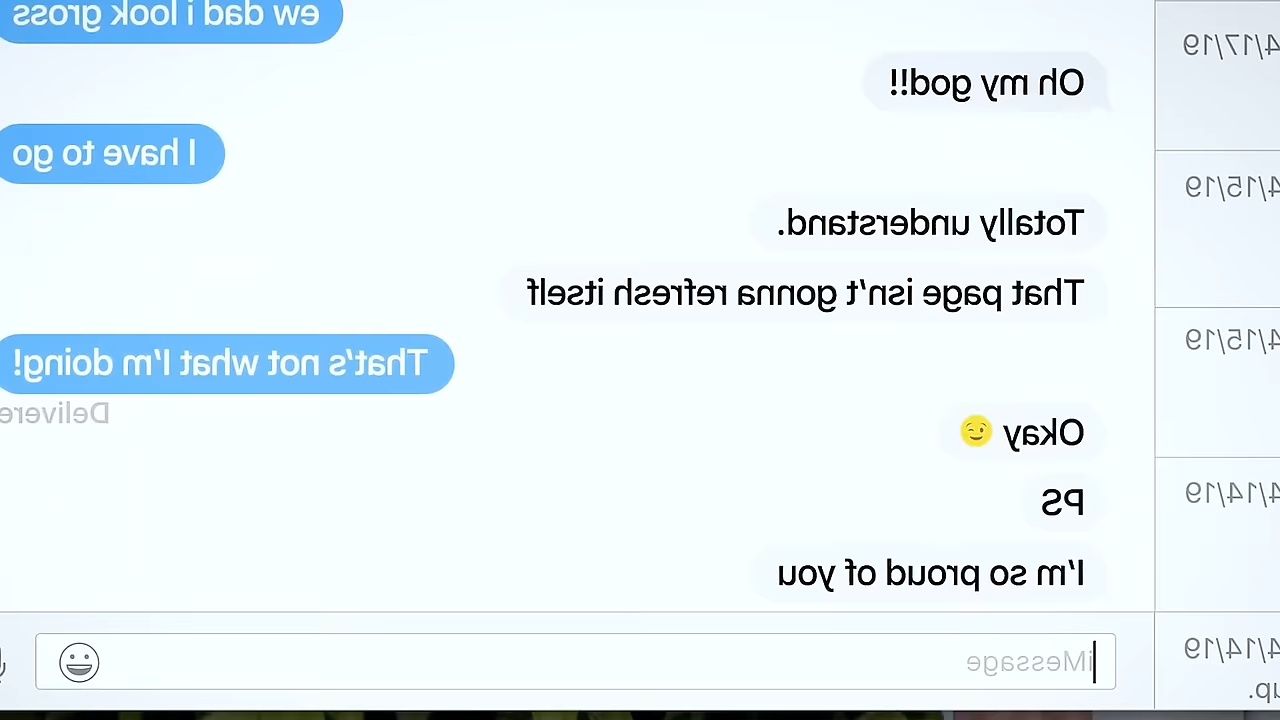 ew dad i look gross
Oh my god!!
I have to go
Totally understand.
That page isn't gonna refresh itself
That's not what I'm doing!
Delivere
Okay 😉
PS
I'm so proud of you
iMessage
4/17/19
4/15/19
4/15/19
4/14/19
4/14/19
up.